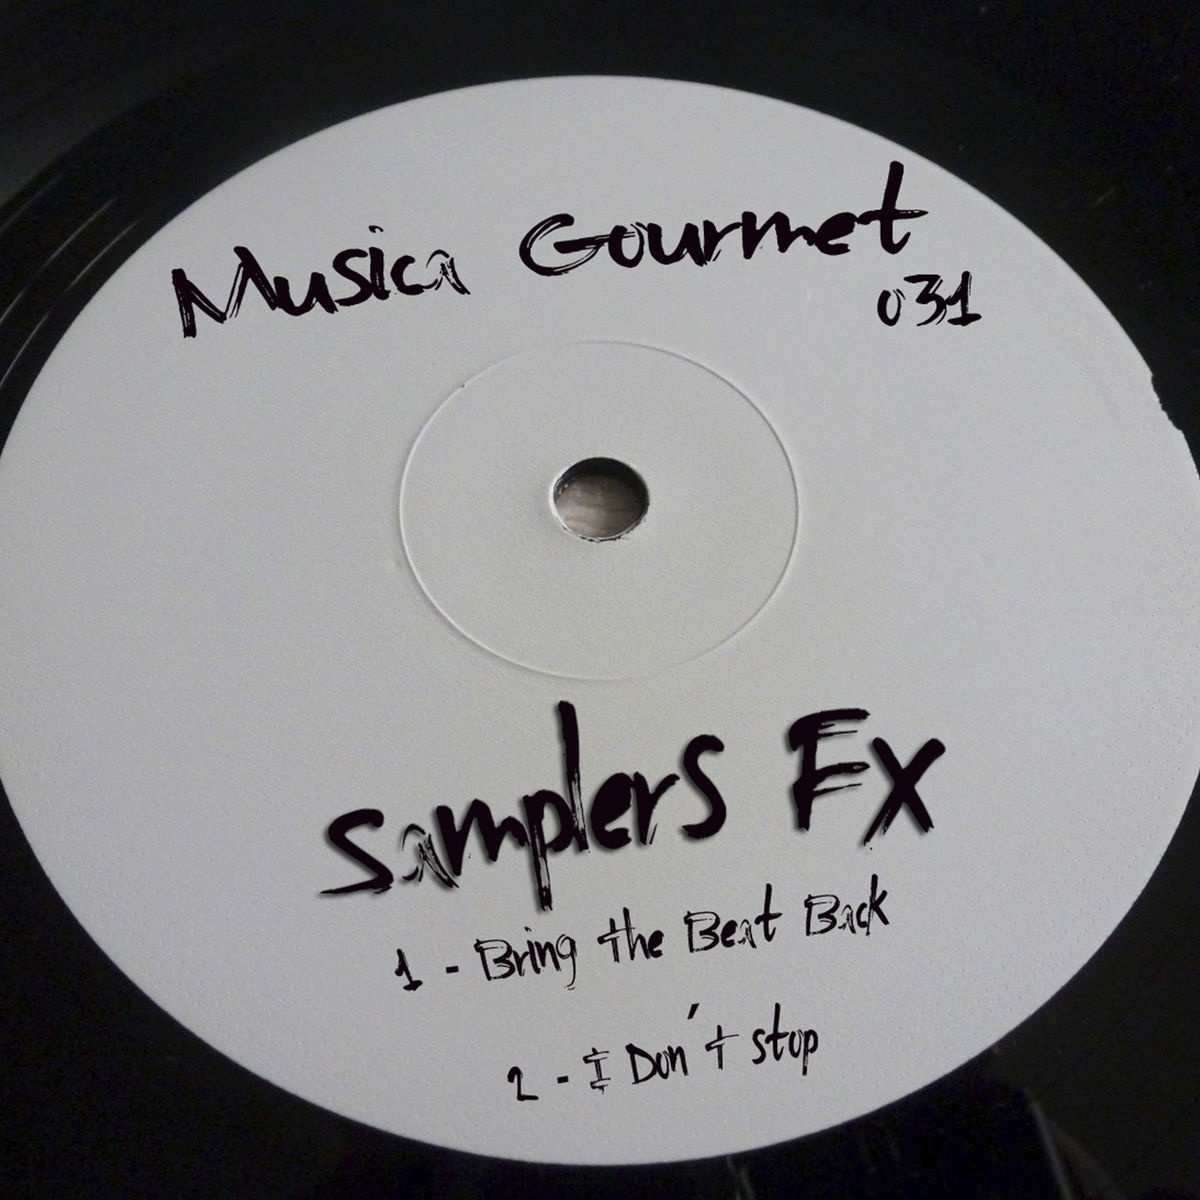 Musica Gourmet
031
Samplers Fx
1 - Bring the Beat Back
2 - I Don't stop